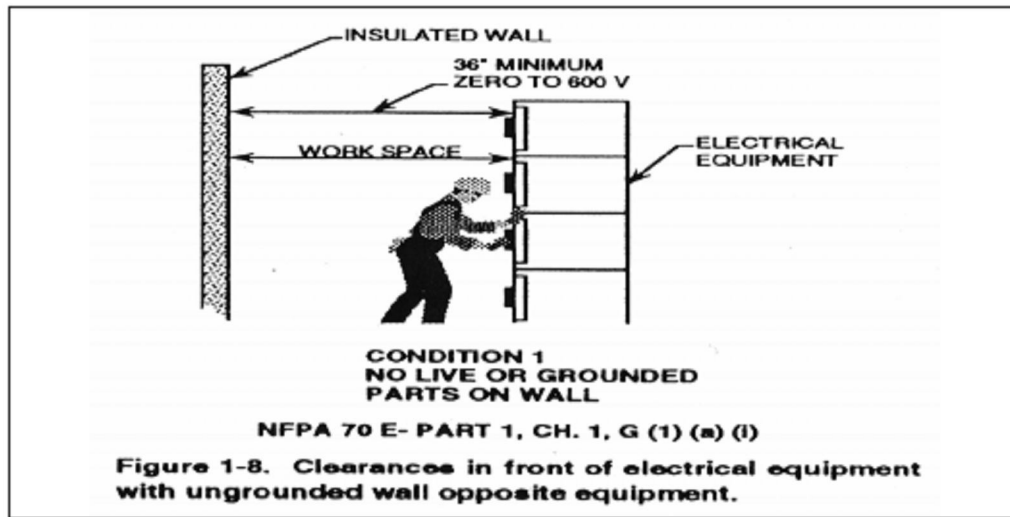 INSULATED WALL
36" MINIMUM
ZERO TO 600 V
WORK SPACE
ELECTRICAL
EQUIPMENT
CONDITION 1
NO LIVE OR GROUNDED
PARTS ON WALL
NFPA 70 E- PART 1, CH. 1, G (1) (a) (i)
Figure 1-8. Clearances in front of electrical equipment
with ungrounded wall opposite equipment.